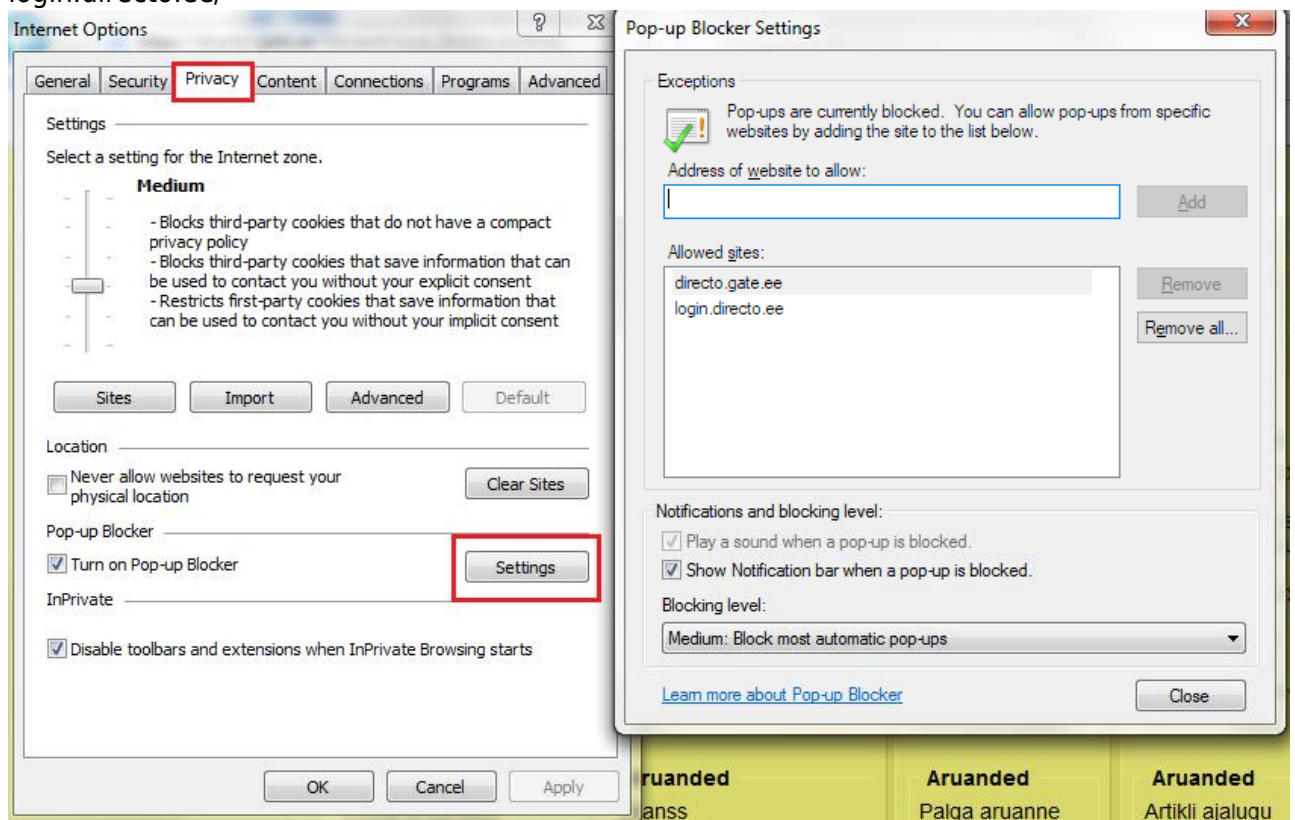 Internet Options
General Security Privacy Content Connections Programs Advanced
Settings
Select a setting for the Internet zone.
Medium
- Blocks third-party cookies that do not have a compact
privacy policy
- Blocks third-party cookies that save information that can
be used to contact you without your explicit consent
- Restricts first-party cookies that save information that
can be used to contact you without your implicit consent
Sites Import Advanced Default
Location
Never allow websites to request your
physical location
Clear Sites
Pop-up Blocker
Turn on Pop-up Blocker
Settings
InPrivate
Disable toolbars and extensions when InPrivate Browsing starts
OK Cancel Apply
Pop-up Blocker Settings
Exceptions
Pop-ups are currently blocked. You can allow pop-ups from specific
websites by adding the site to the list below.
Address of website to allow:
Add
Allowed sites:
directo.gate.ee
login.directo.ee
Remove
Remove all...
Notifications and blocking level:
Play a sound when a pop-up is blocked.
Show Notification bar when a pop-up is blocked.
Blocking level:
Medium: Block most automatic pop-ups
Learn more about Pop-up Blocker
Close
ruanded
Aruanded
Aruanded
anss
Palga aruanne
Artikli ajalugu